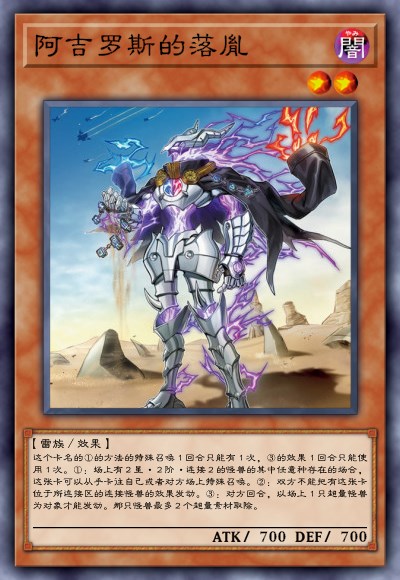 阿吉罗斯的落胤
やみ
闇
【雷族／效果】
这个卡名的①的方法的特殊召唤1回合只能有1次，③的效果1回合只能使
用1次。①：场上有2星·2阶·连接2的怪兽的其中任意种存在的场合，
这张卡可以从手卡往自己或者对方场上特殊召唤。②：双方不能把有这张卡
位于所连接区的连接怪兽的效果发动。③：对方回合，以场上1只超量怪兽
为对象才能发动。那只怪兽最多2个超量素材取除。
ATK/ 700 DEF/ 700